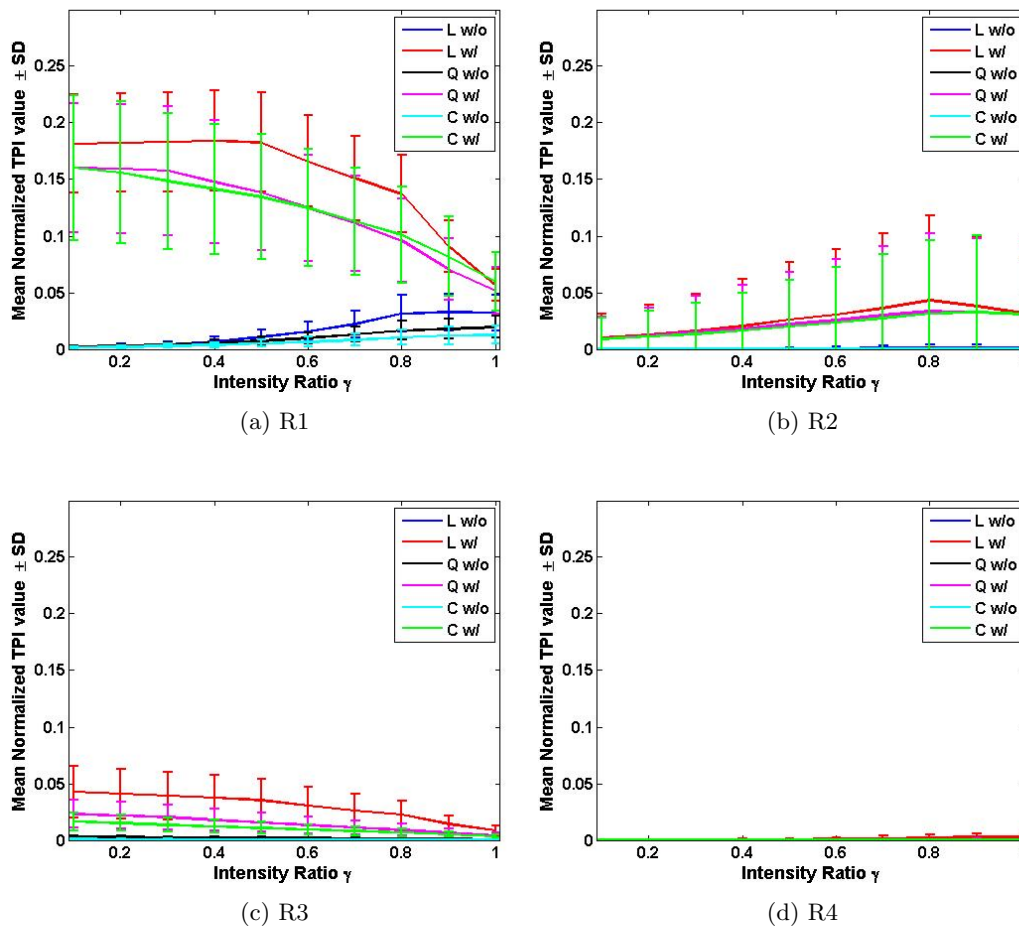 Mean Normalized TPI value ± SD
0.25
0.2
0.15
0.1
0.05
0
0.2
0.4
0.6
0.8
1
Intensity Ratio γ
L w/o
L w/
Q w/o
Q w/
C w/o
C w/
(a) R1
Mean Normalized TPI value ± SD
0.25
0.2
0.15
0.1
0.05
0
0.2
0.4
0.6
0.8
Intensity Ratio γ
L w/o
L w/
Q w/o
Q w/
C w/o
C w/
(b) R2
Mean Normalized TPI value ± SD
0.25
0.2
0.15
0.1
0.05
0
0.2
0.4
0.6
0.8
1
Intensity Ratio γ
L w/o
L w/
Q w/o
Q w/
C w/o
C w/
(c) R3
Mean Normalized TPI value ± SD
0.25
0.2
0.15
0.1
0.05
0
0.2
0.4
0.6
0.8
Intensity Ratio γ
L w/o
L w/
Q w/o
Q w/
C w/o
C w/
(d) R4